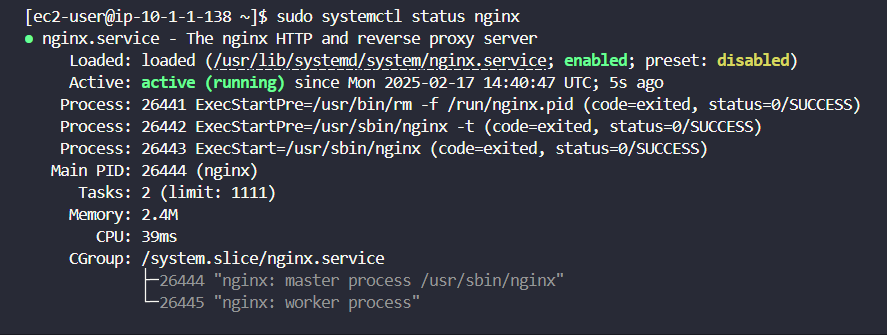 [ec2-user@ip-10-1-1-138 ~]$ sudo systemctl status nginx
● nginx.service - The nginx HTTP and reverse proxy server
     Loaded: loaded (/usr/lib/systemd/system/nginx.service; enabled; preset: disabled)
     Active: active (running) since Mon 2025-02-17 14:40:47 UTC; 5s ago
    Process: 26441 ExecStartPre=/usr/bin/rm -f /run/nginx.pid (code=exited, status=0/SUCCESS)
    Process: 26442 ExecStartPre=/usr/sbin/nginx -t (code=exited, status=0/SUCCESS)
    Process: 26443 ExecStart=/usr/sbin/nginx (code=exited, status=0/SUCCESS)
   Main PID: 26444 (nginx)
      Tasks: 2 (limit: 1111)
     Memory: 2.4M
        CPU: 39ms
     CGroup: /system.slice/nginx.service
             ├─26444 "nginx: master process /usr/sbin/nginx"
             └─26445 "nginx: worker process"